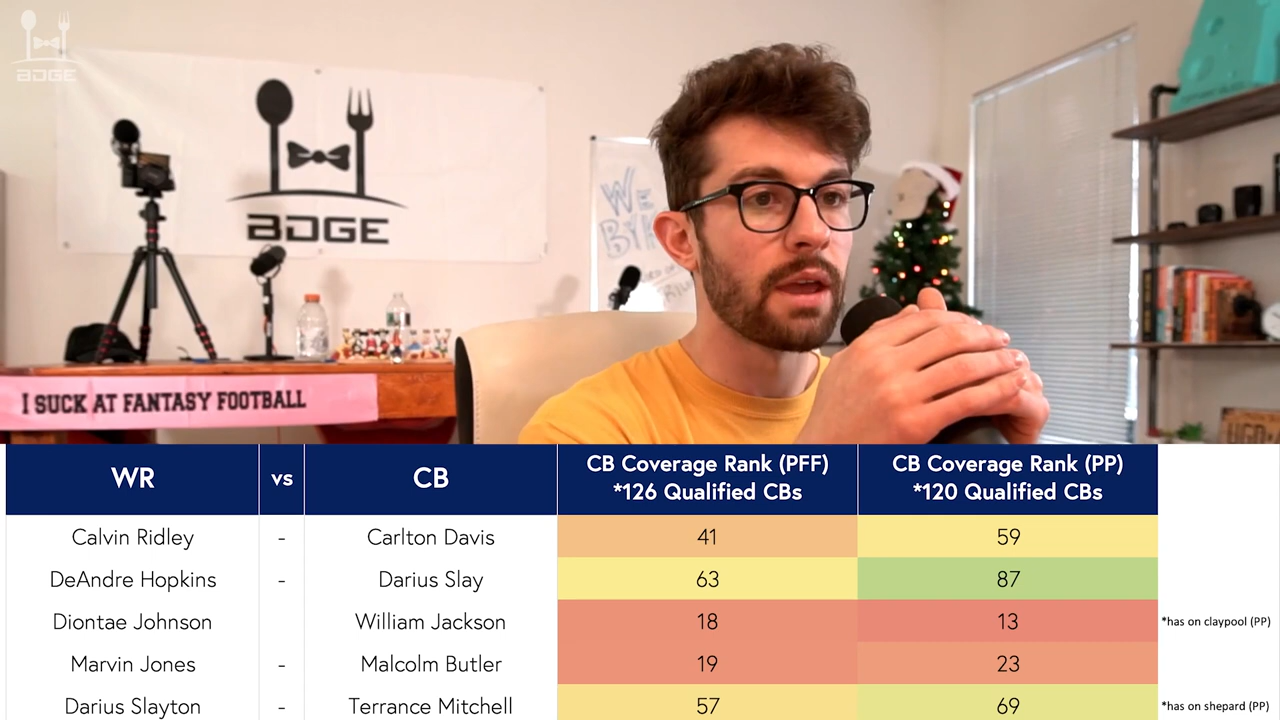 BDGE
BDGE
WE
I SUCK AT FANTASY FOOTBALL
WR vs CB CB Coverage Rank (PFF) *126 Qualified CBs CB Coverage Rank (PP) *120 Qualified CBs
Calvin Ridley - Carlton Davis 41 59
DeAndre Hopkins - Darius Slay 63 87
Diontae Johnson - William Jackson 18 13 *has on claypool (PP)
Marvin Jones - Malcolm Butler 19 23
Darius Slayton - Terrance Mitchell 57 69 *has on shepard (PP)